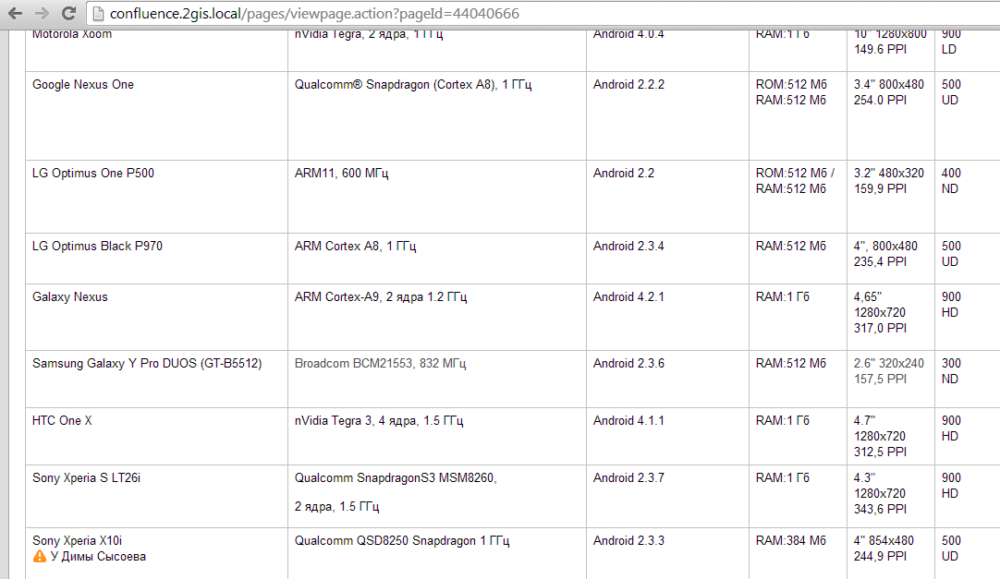 confluence.2gis.local/pages/viewpage.action?pageId=44040666
Motorola Xoom
nVidia Tegra, 2 ядра, 1 ГГц
Android 4.0.4
RAM:1 Гб
10" 1280x800
149.6 PPI
900
LD
Google Nexus One
Qualcomm® Snapdragon (Cortex A8), 1 ГГц
Android 2.2.2
ROM:512 Мб
RAM:512 Мб
3.4" 800x480
254.0 PPI
500
UD
LG Optimus One P500
ARM11, 600 МГц
Android 2.2
ROM:512 Мб /
RAM:512 Мб
3.2" 480x320
159,9 PPI
400
ND
LG Optimus Black P970
ARM Cortex A8, 1 ГГц
Android 2.3.4
RAM:512 Мб
4", 800x480
235,4 PPI
500
UD
Galaxy Nexus
ARM Cortex-A9, 2 ядра 1.2 ГГц
Android 4.2.1
RAM:1 Гб
4,65"
1280x720
317,0 PPI
900
HD
Samsung Galaxy Y Pro DUOS (GT-B5512)
Broadcom BCM21553, 832 МГц
Android 2.3.6
RAM:512 Мб
2.6" 320x240
157,5 PPI
300
ND
HTC One X
nVidia Tegra 3, 4 ядра, 1.5 ГГц
Android 4.1.1
RAM:1 Гб
4.7"
1280x720
312,5 PPI
900
HD
Sony Xperia S LT26i
Qualcomm SnapdragonS3 MSM8260,
2 ядра, 1.5 ГГц
Android 2.3.7
RAM:1 Гб
4.3"
1280x720
343,6 PPI
900
HD
Sony Xperia X10i
У Димы Сысоева
Qualcomm QSD8250 Snapdragon 1 ГГц
Android 2.3.3
RAM:384 Мб
4" 854x480
244,9 PPI
500
UD